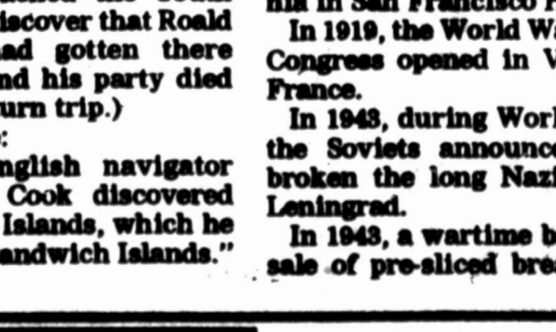 iscover that Roald
ad gotten there
nd his party died
urn trip.)
:
nglish navigator
Cook discovered
Islands, which he
andwich Islands."
in San Francisco
In 1919, the World W
Congress opened in V
France.
In 1943, during Worl
the Soviets announce
broken the long Nazi
Leningrad.
In 1943, a wartime b
sale of pre-sliced bre